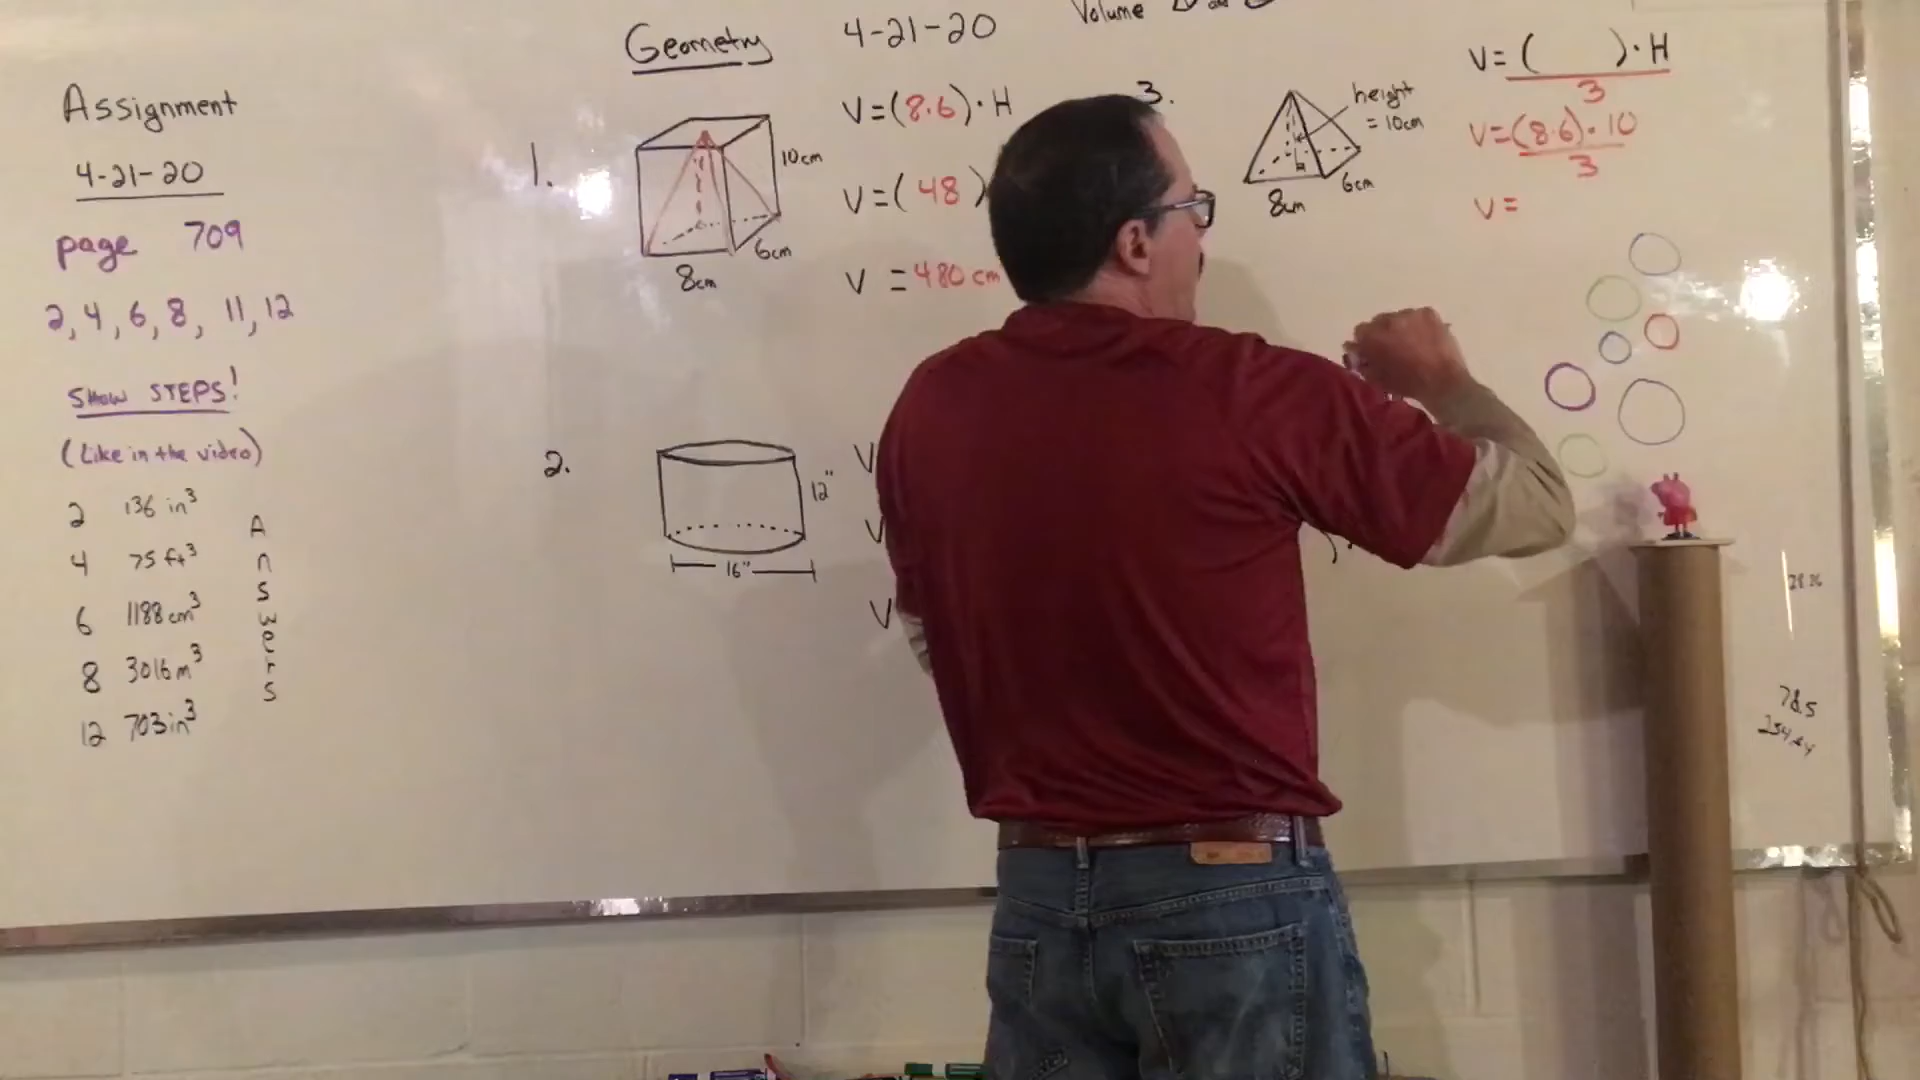 Assignment
4-21-20
page 709
2, 4, 6, 8, 11, 12
SHOW STEPS!
(Like in the video)
2 136 in³
4 75 ft³
6 1188 cm³
8 3016 m³
12 703 in³
Answers
Geometry 4-21-20
Volume
1.
10cm
6cm
8cm
V=(8·6)·H
V=(48)
V = 480 cm
2.
12"
16"
V
V
V
3.
height
= 10cm
6cm
8cm
V=( )·H
3
V=(8·6)·10
3
V=
78.5
254.24